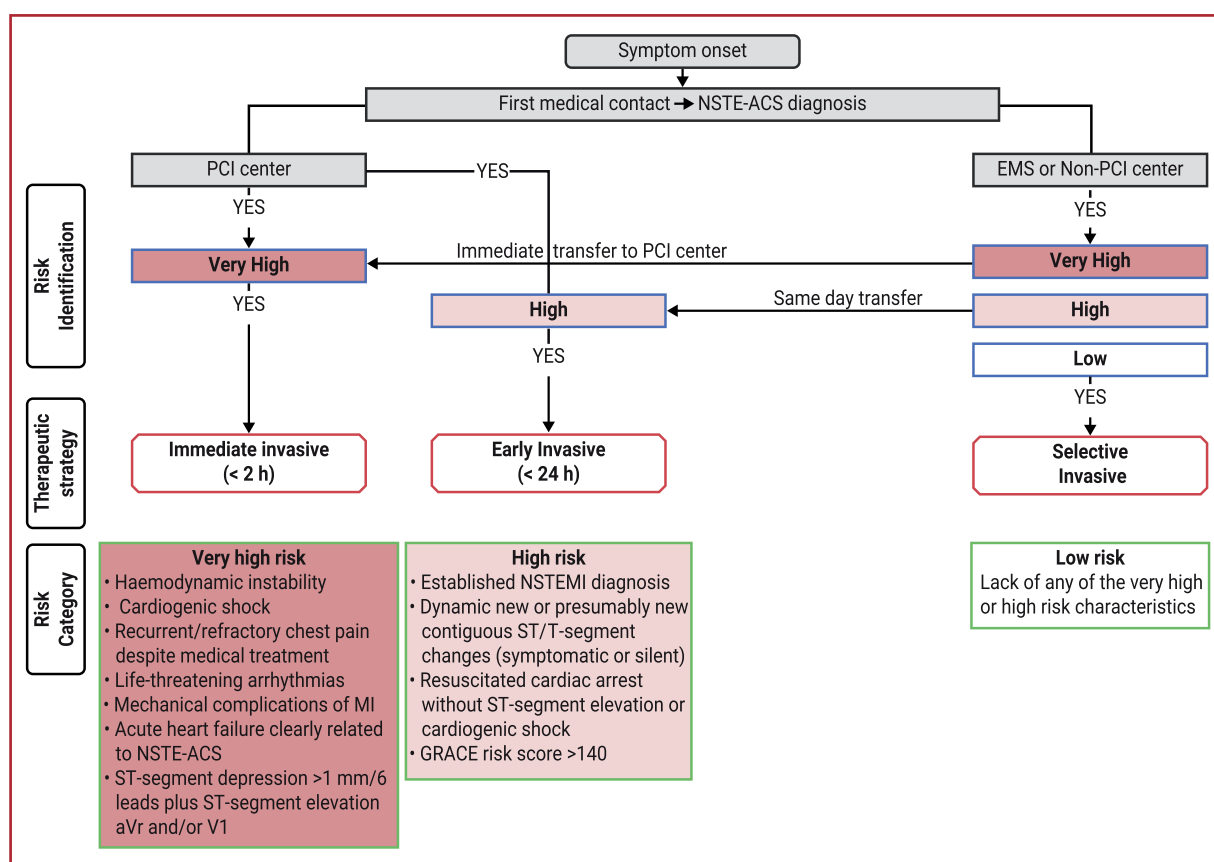 Symptom onset
First medical contact → NSTE-ACS diagnosis
PCI center
YES
EMS or Non-PCI center
YES
YES
Risk
Identification
Very High
Immediate transfer to PCI center
Very High
YES
High
Same day transfer
High
YES
Low
YES
Therapeutic
strategy
Immediate invasive
(< 2 h)
Early Invasive
(< 24 h)
Selective
Invasive
Risk
Category
Very high risk
• Haemodynamic instability
• Cardiogenic shock
• Recurrent/refractory chest pain
despite medical treatment
• Life-threatening arrhythmias
• Mechanical complications of MI
• Acute heart failure clearly related
to NSTE-ACS
• ST-segment depression >1 mm/6
leads plus ST-segment elevation
aVr and/or V1
High risk
• Established NSTEMI diagnosis
• Dynamic new or presumably new
contiguous ST/T-segment
changes (symptomatic or silent)
• Resuscitated cardiac arrest
without ST-segment elevation or
cardiogenic shock
• GRACE risk score >140
Low risk
Lack of any of the very high
or high risk characteristics